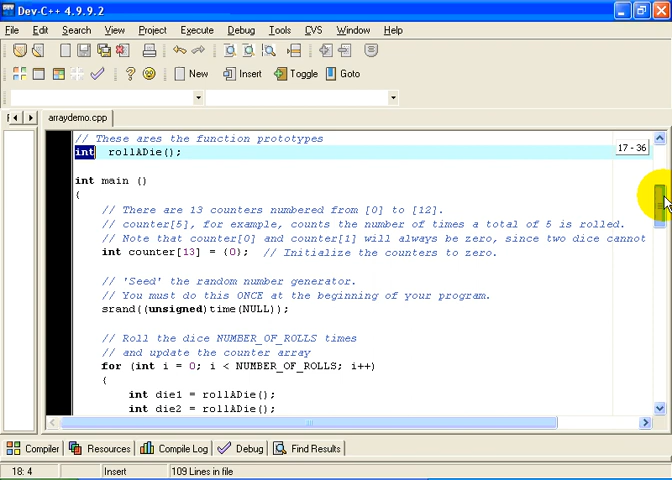 Dev-C++ 4.9.9.2
File Edit Search View Project Execute Debug Tools CVS Window Help
New Insert Toggle Goto
arraydemo.cpp
// These ares the function prototypes
int rollADie();
17 - 36
int main ()
{
// There are 13 counters numbered from [0] to [12].
// counter[5], for example, counts the number of times a total of 5 is rolled.
// Note that counter[0] and counter[1] will always be zero, since two dice cannot
int counter[13] = {0}; // Initialize the counters to zero.
// 'Seed' the random number generator.
// You must do this ONCE at the beginning of your program.
srand((unsigned)time(NULL));
// Roll the dice NUMBER_OF_ROLLS times
// and update the counter array
for (int i = 0; i < NUMBER_OF_ROLLS; i++)
{
int die1 = rollADie();
int die2 = rollADie();
Compiler Resources Compile Log Debug Find Results
18: 4 Insert 109 Lines in file